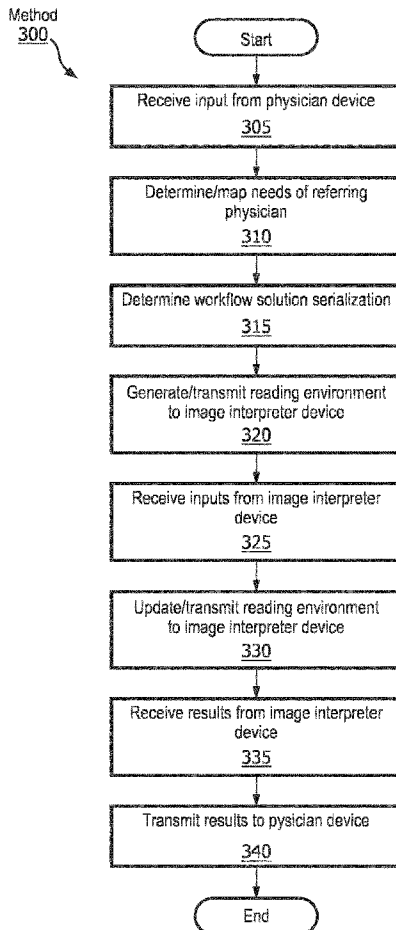 Method
300
Start
Receive input from physician device
305
Determine/map needs of referring
physician
310
Determine workflow solution serialization
315
Generate/transmit reading environment
to image interpreter device
320
Receive inputs from image interpreter
device
325
Update/transmit reading environment
to image interpreter device
330
Receive results from image interpreter
device
335
Transmit results to pysician device
340
End